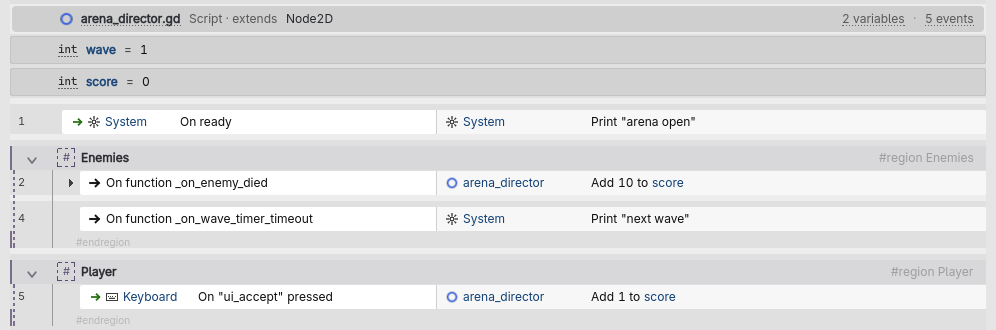 arena_director.gd Script · extends Node2D 2 variables · 5 events
int wave = 1
int score = 0
1 System On ready System Print "arena open"
# Enemies #region Enemies
2 On function _on_enemy_died arena_director Add 10 to score
4 On function _on_wave_timer_timeout System Print "next wave"
#endregion
# Player #region Player
5 Keyboard On "ui_accept" pressed arena_director Add 1 to score
#endregion